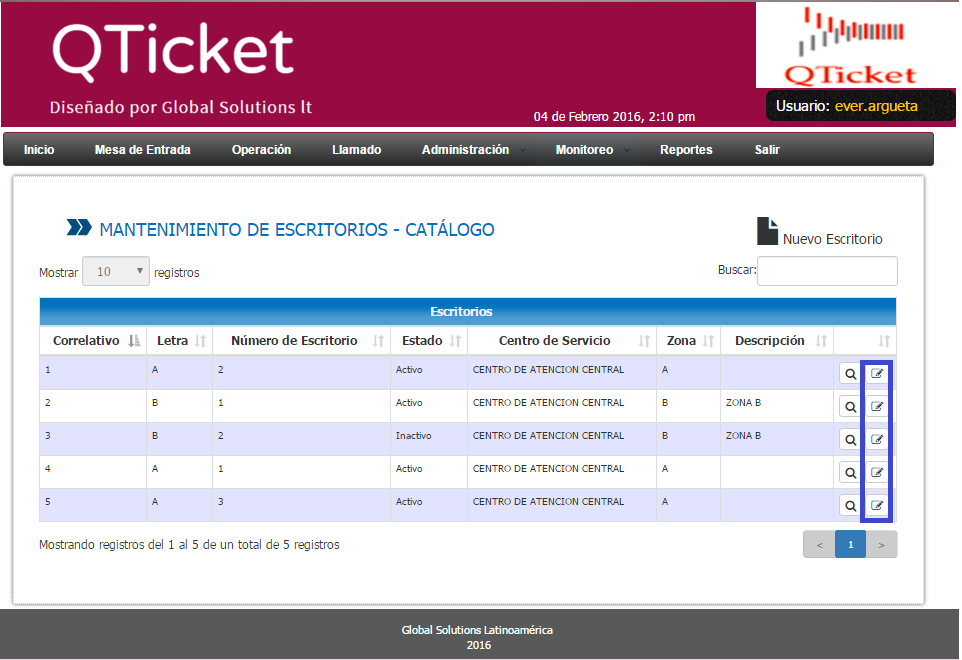 QTicket
Diseñado por Global Solutions lt
04 de Febrero 2016, 2:10 pm
QTicket
Usuario: ever.argueta
Inicio Mesa de Entrada Operación Llamado Administración Monitoreo Reportes Salir
MANTENIMIENTO DE ESCRITORIOS - CATÁLOGO
Nuevo Escritorio
Mostrar 10 registros
Buscar:
Escritorios
Correlativo Letra Número de Escritorio Estado Centro de Servicio Zona Descripción
1 A 2 Activo CENTRO DE ATENCION CENTRAL A
2 B 1 Activo CENTRO DE ATENCION CENTRAL B ZONA B
3 B 2 Inactivo CENTRO DE ATENCION CENTRAL B ZONA B
4 A 1 Activo CENTRO DE ATENCION CENTRAL A
5 A 3 Activo CENTRO DE ATENCION CENTRAL A
Mostrando registros del 1 al 5 de un total de 5 registros
< 1 >
Global Solutions Latinoamérica
2016